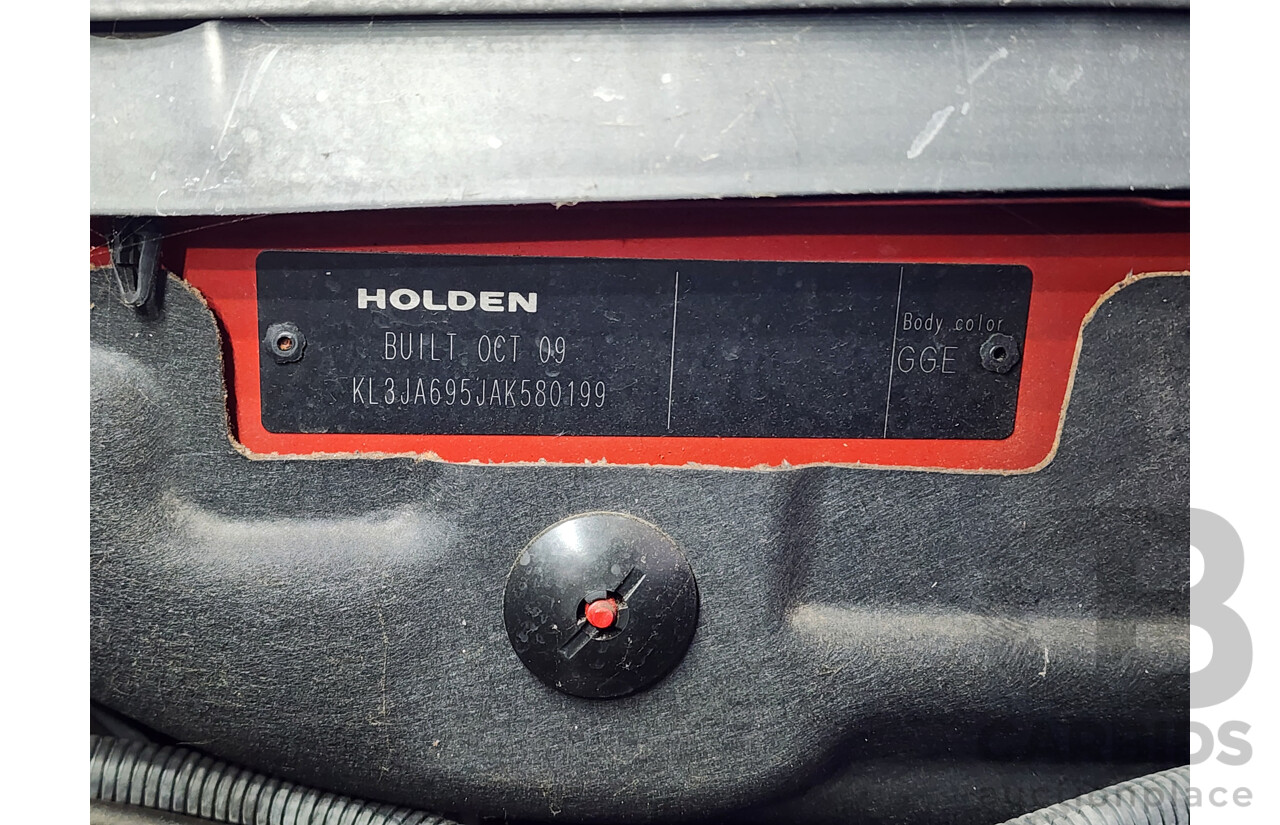 HOLDEN
BUILT OCT 09
KL3JA695JAK580199
Body color
GGE